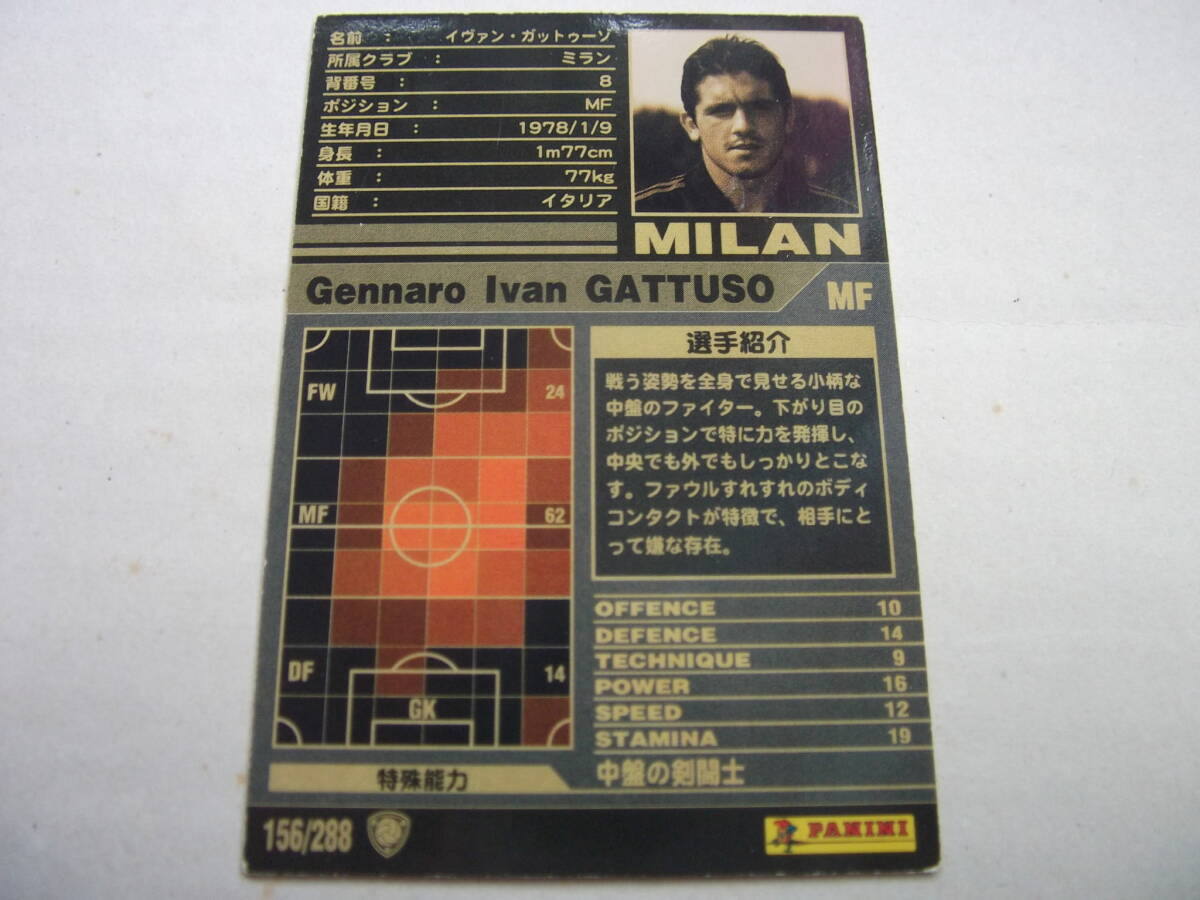 名前 : イヴァン・ガットゥーゾ
所属クラブ : ミラン
背番号 : 8
ポジション : MF
生年月日 : 1978/1/9
身長 : 1m77cm
体重 : 77kg
国籍 : イタリア
MILAN
Gennaro Ivan GATTUSO
MF
FW 24
MF 62
DF 14
GK
選手紹介
戦う姿勢を全身で見せる小柄な
中盤のファイター。下がり目の
ポジションで特に力を発揮し、
中央でも外でもしっかりとこな
す。ファウルすれすれのボディ
コンタクトが特徴で、相手にと
って嫌な存在。
OFFENCE 10
DEFENCE 14
TECHNIQUE 9
POWER 16
SPEED 12
STAMINA 19
特殊能力 中盤の剣闘士
156/288
PANINI